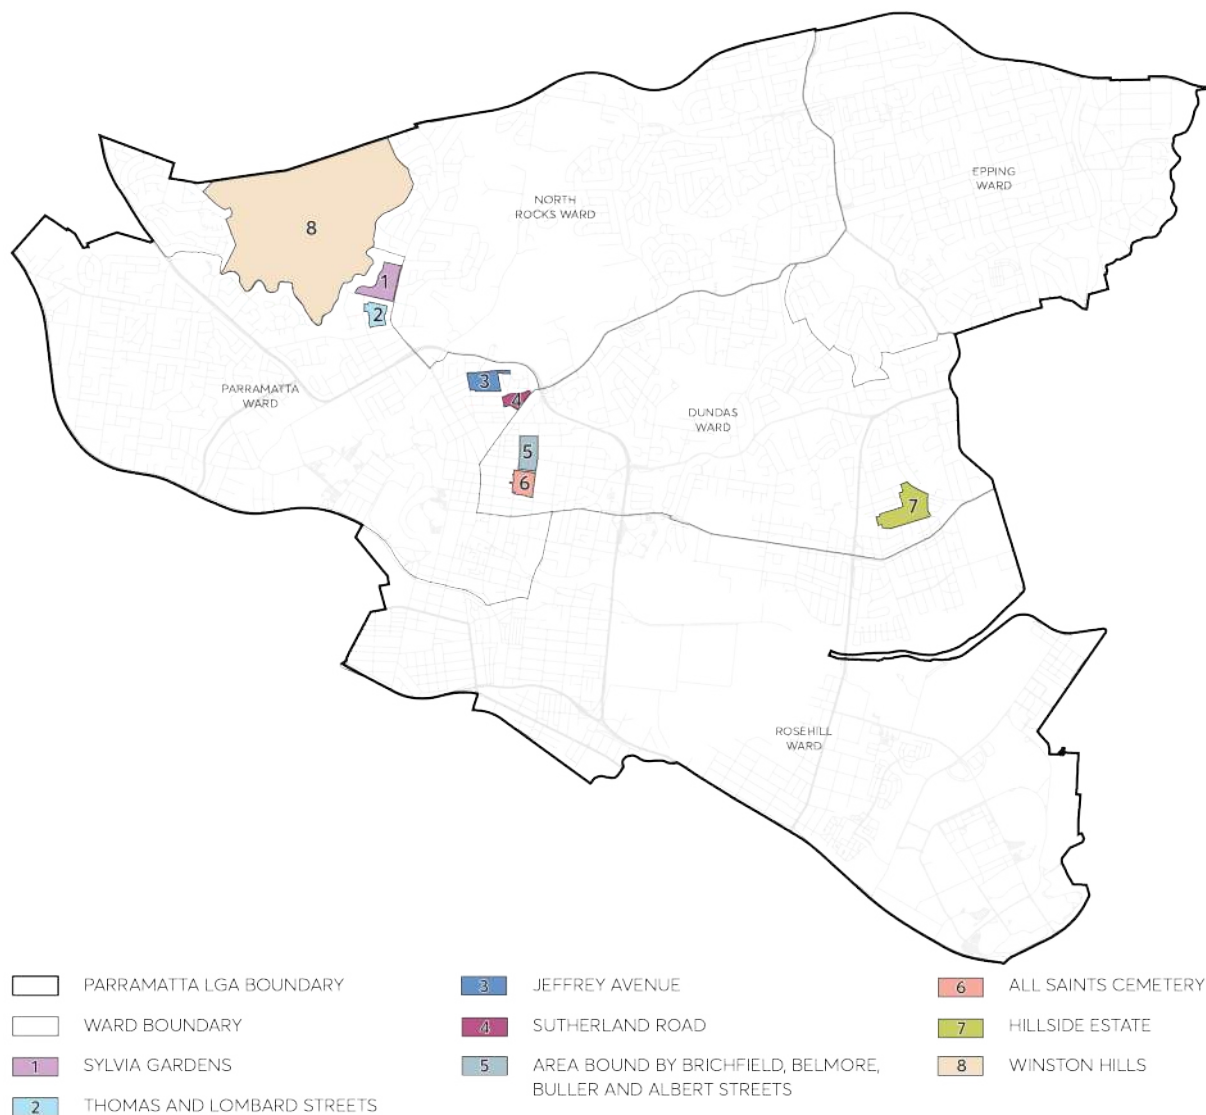 EPPING
WARD
NORTH
ROCKS WARD
8
1
2
PARRAMATTA
WARD
3
4
DUNDAS
WARD
5
6
7
ROSEHILL
WARD
PARRAMATTA LGA BOUNDARY
WARD BOUNDARY
1 SYLVIA GARDENS
2 THOMAS AND LOMBARD STREETS
3 JEFFREY AVENUE
4 SUTHERLAND ROAD
5 AREA BOUND BY BRICHFIELD, BELMORE,
BULLER AND ALBERT STREETS
6 ALL SAINTS CEMETERY
7 HILLSIDE ESTATE
8 WINSTON HILLS